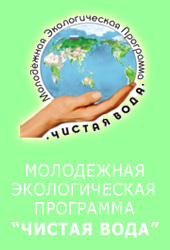 Молодёжная Экологическая Программа
"ЧИСТАЯ ВОДА"
МОЛОДЕЖНАЯ
ЭКОЛОГИЧЕСКАЯ
ПРОГРАММА
“ЧИСТАЯ ВОДА”